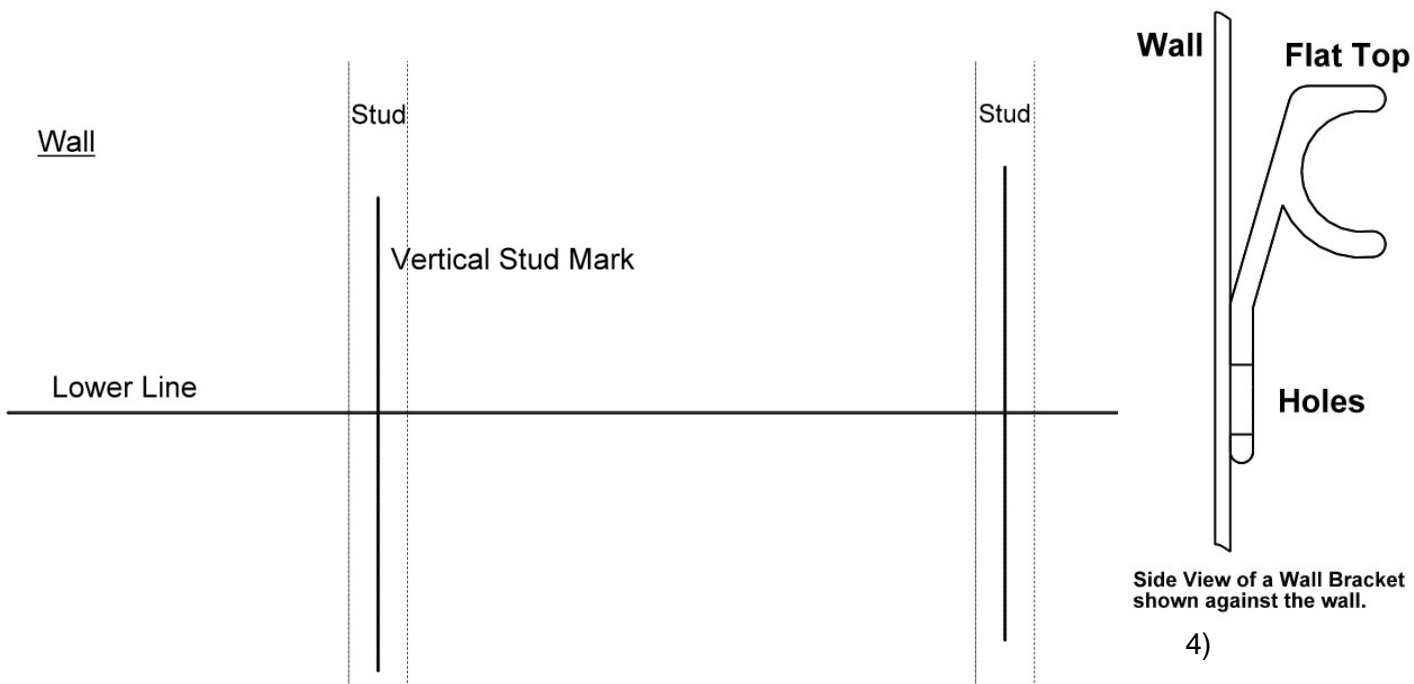 Wall
Stud
Stud
Vertical Stud Mark
Lower Line
Wall
Flat Top
Holes
Side View of a Wall Bracket
shown against the wall.
4)